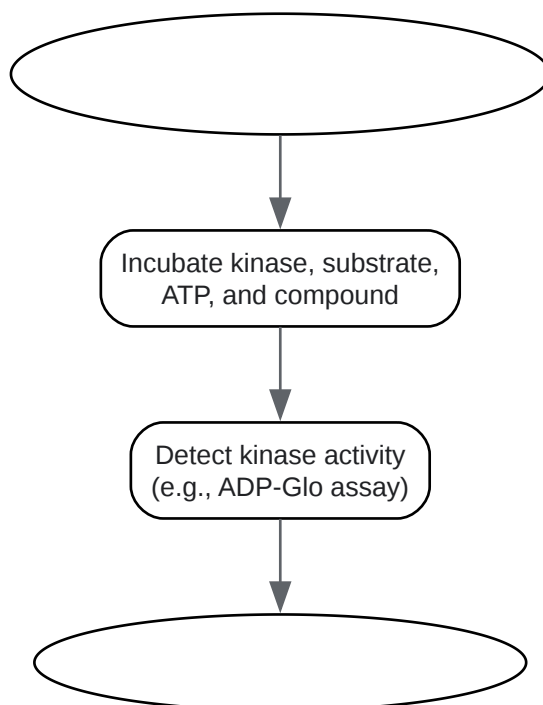 Incubate kinase, substrate,
ATP, and compound
Detect kinase activity
(e.g., ADP-Glo assay)